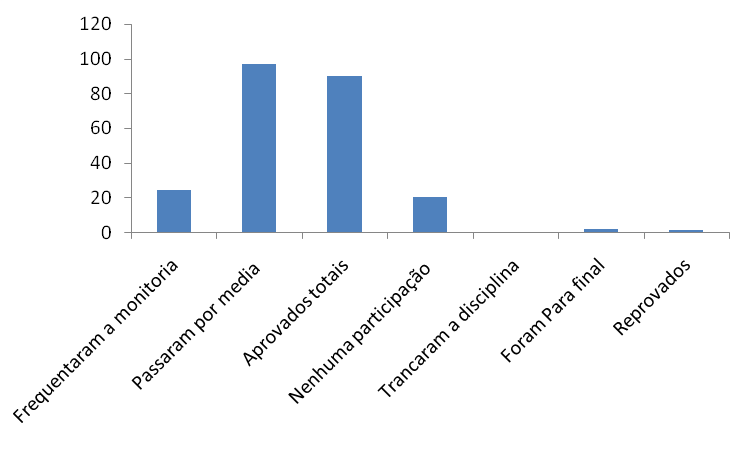 120
100
80
60
40
20
0
Frequentaram a monitoria
Passaram por media
Aprovados totais
Nenhuma participação
Trancaram a disciplina
Foram Para final
Reprovados